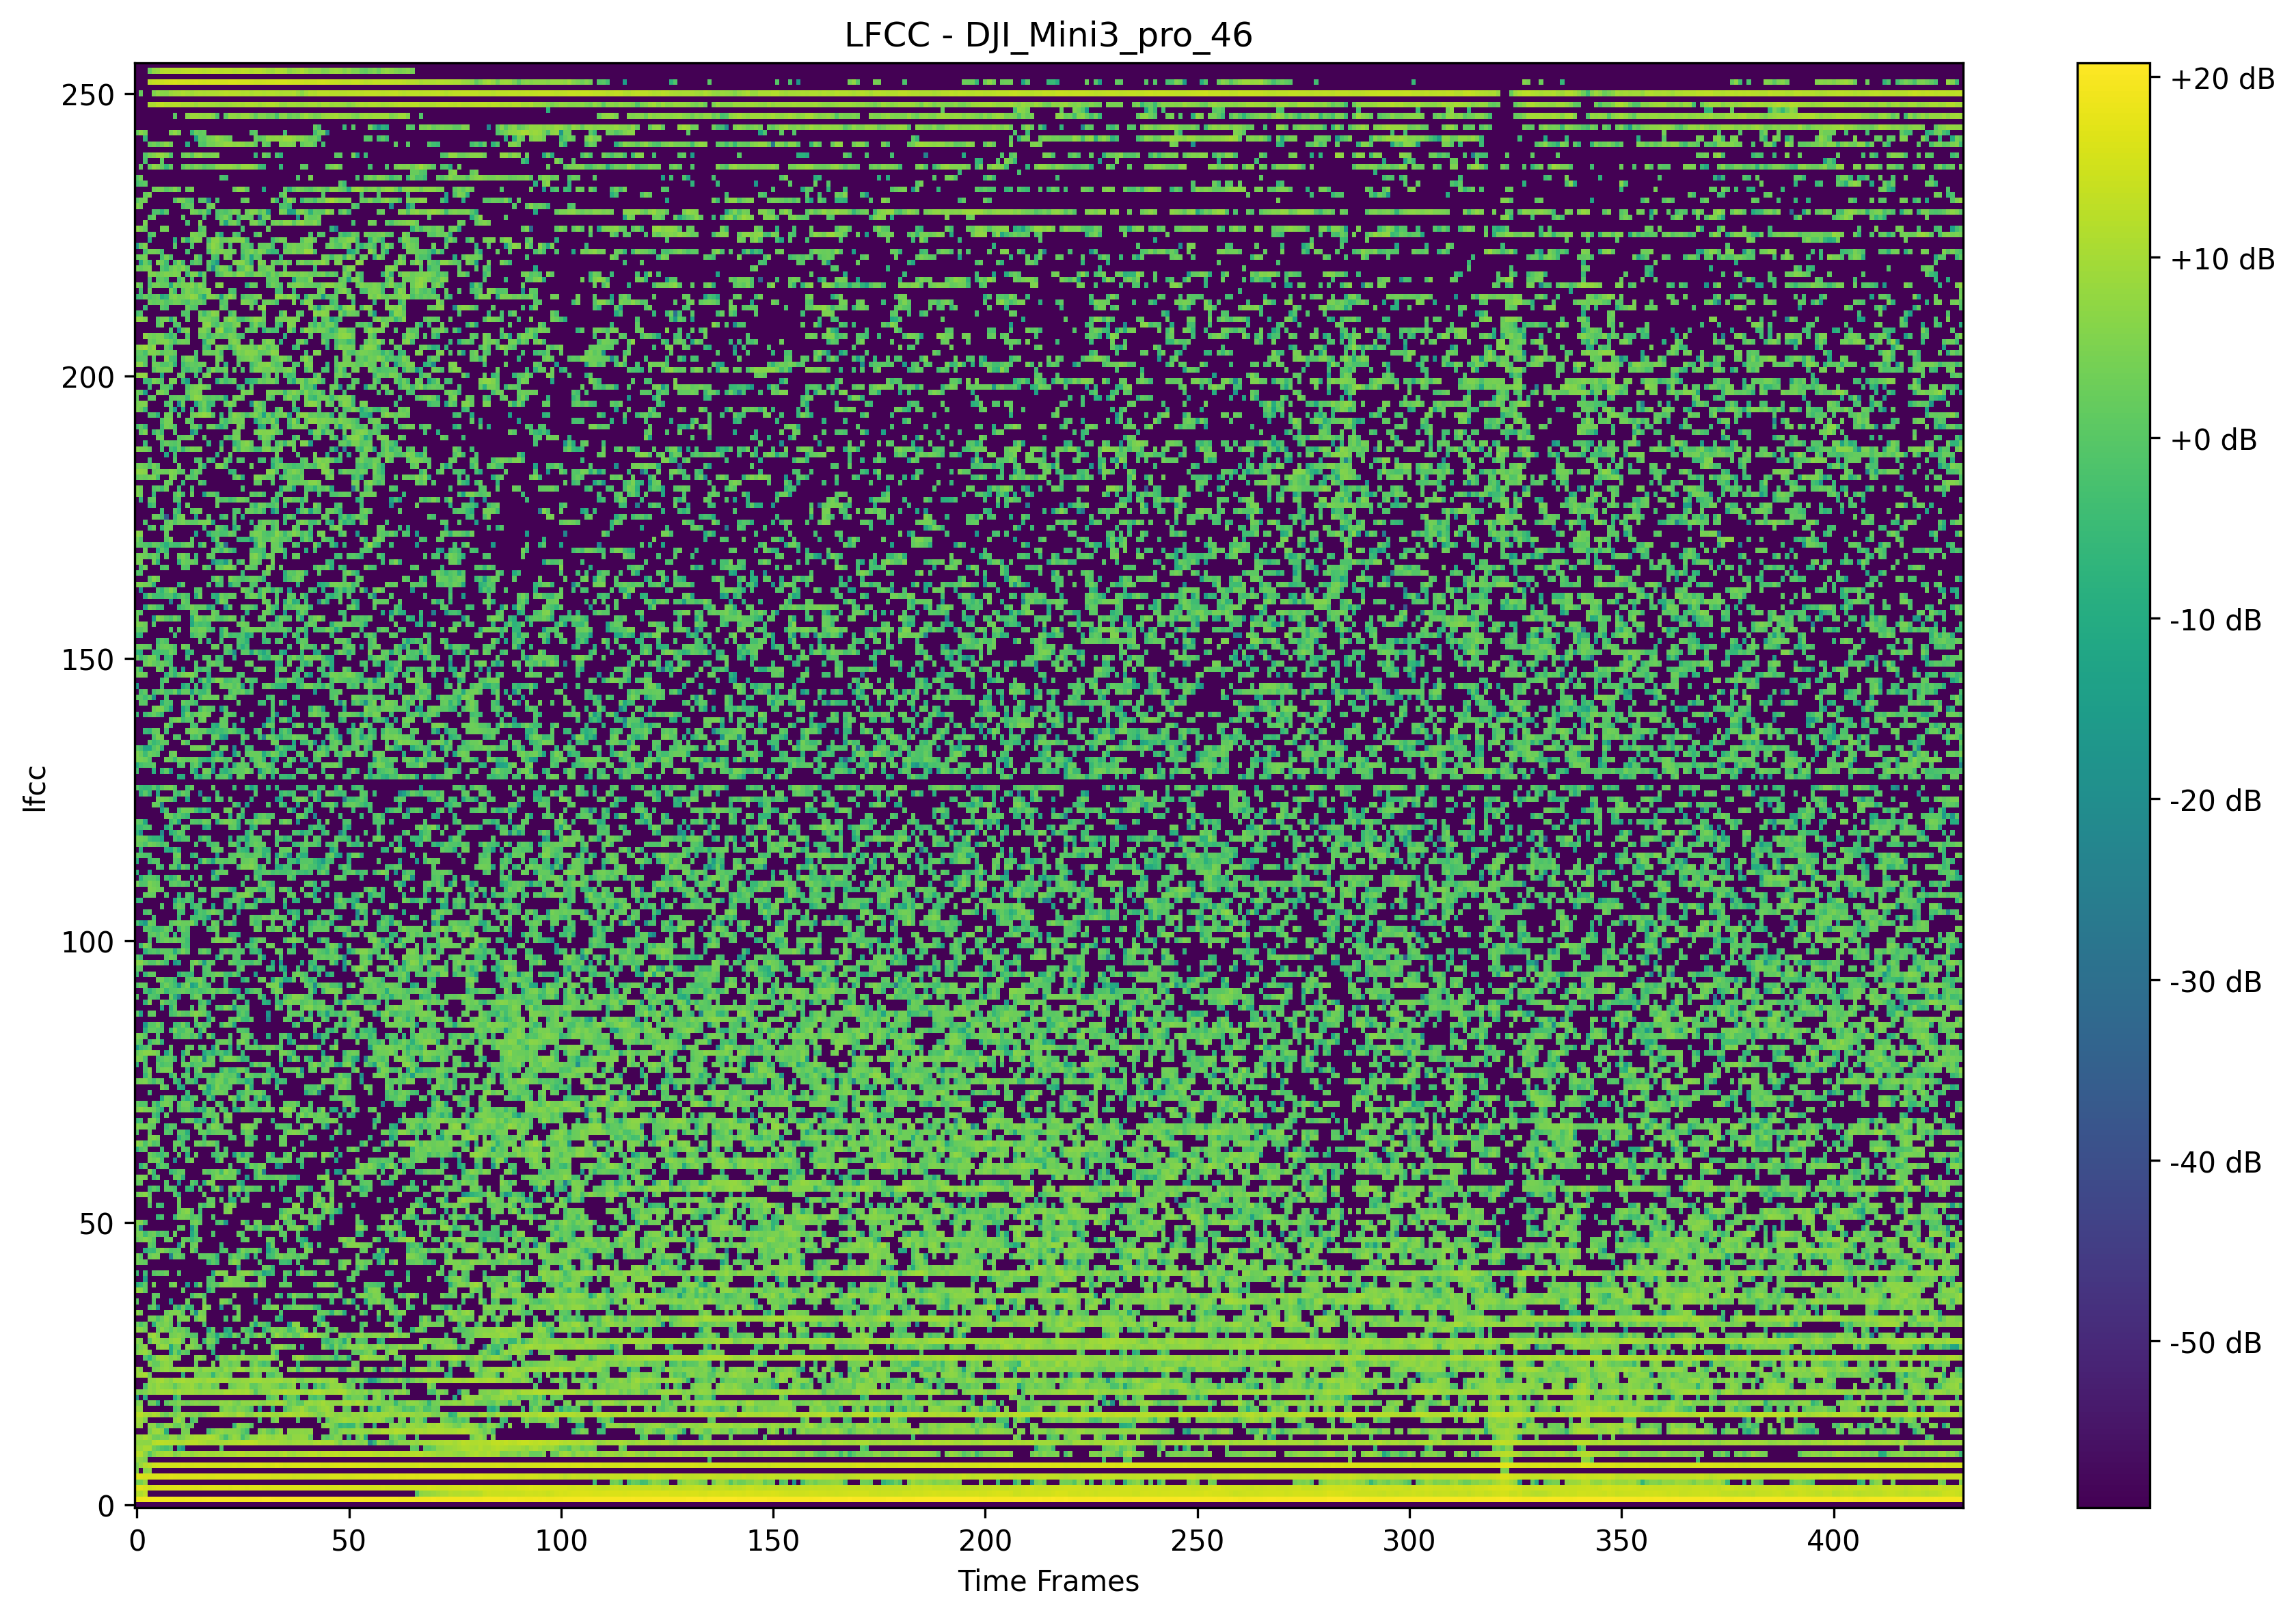 LFCC - DJI_Mini3_pro_46
250
200
150
100
50
0
lfcc
0 50 100 150 200 250 300 350 400
Time Frames
+20 dB
+10 dB
+0 dB
-10 dB
-20 dB
-30 dB
-40 dB
-50 dB